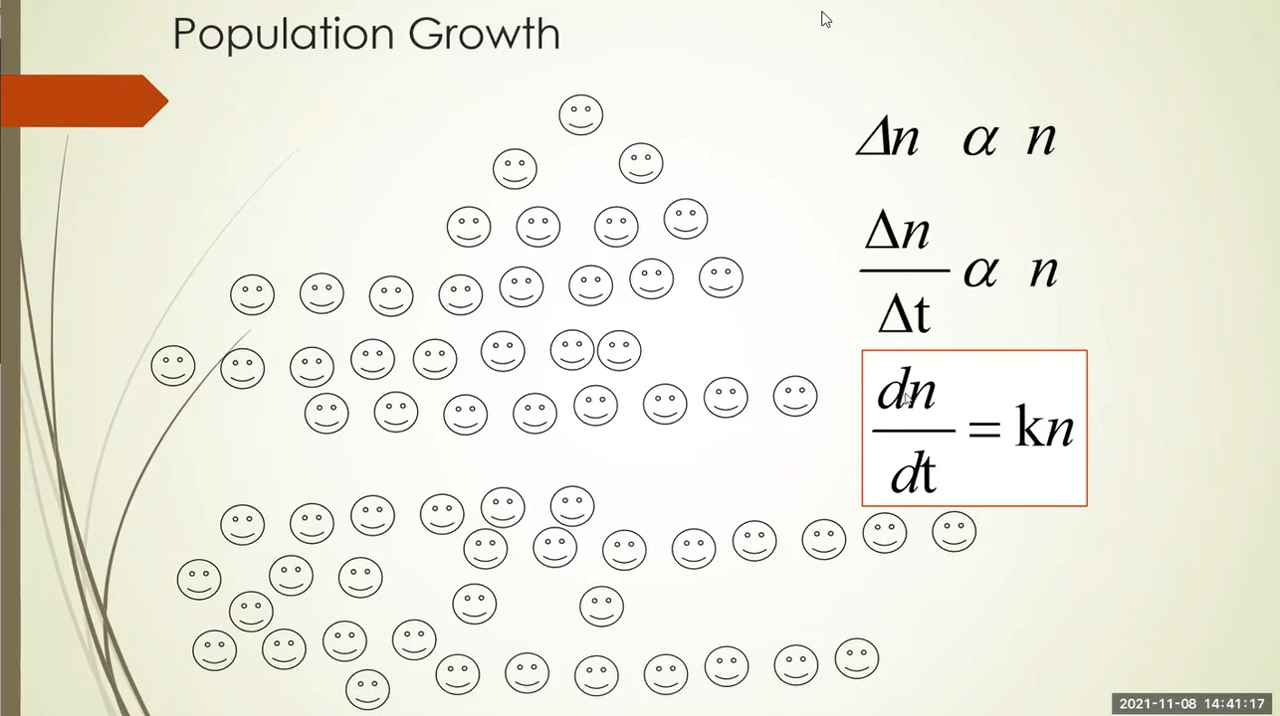 Population Growth
Δn α n
Δn
Δt
α n
dn
dt
= kn
2021-11-08 14:41:17